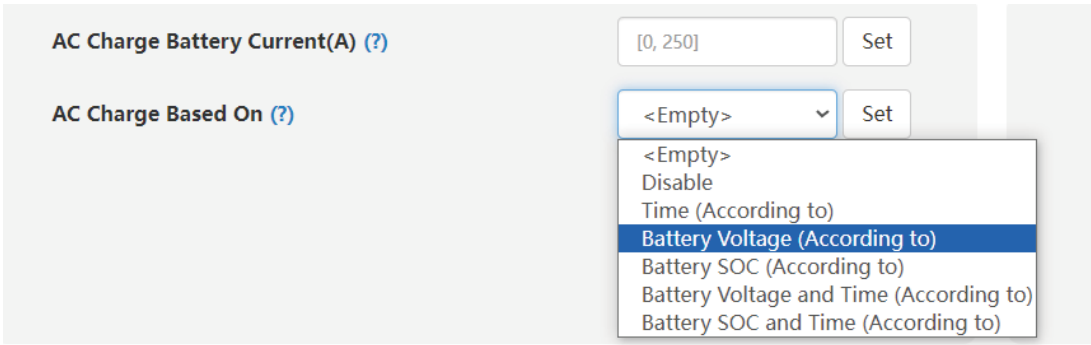 AC Charge Battery Current(A) (?) [0, 250] Set
AC Charge Based On (?) <Empty> Set
<Empty>
Disable
Time (According to)
Battery Voltage (According to)
Battery SOC (According to)
Battery Voltage and Time (According to)
Battery SOC and Time (According to)